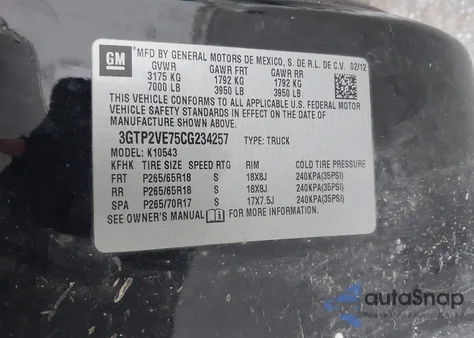 GM
*MFD BY GENERAL MOTORS DE MEXICO, S. DE R.L. DE C.V. 02/12
GVWR GAWR FRT GAWR RR
3175 KG 1792 KG 1792 KG
7000 LB 3950 LB 3950 LB
THIS VEHICLE CONFORMS TO ALL APPLICABLE U.S. FEDERAL MOTOR
VEHICLE SAFETY STANDARDS IN EFFECT ON THE DATE OF
MANUFACTURE SHOWN ABOVE.
3GTP2VE75CG234257 TYPE: TRUCK
MODEL: K10543
KFHK TIRE SIZE SPEED RTG RIM COLD TIRE PRESSURE
FRT P265/65R18 S 18X8J 240KPA(35PSI)
RR P265/65R18 S 18X8J 240KPA(35PSI)
SPA P265/70R17 S 17X7.5J 240KPA(35PSI)
SEE OWNER'S MANUAL FOR MORE INFORMATION.
autoSnap